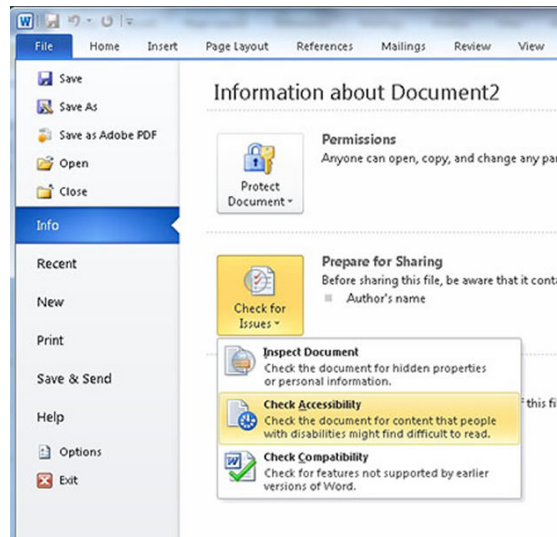 File Home Insert Page Layout References Mailings Review View
Save
Save As
Save as Adobe PDF
Open
Close
Info
Recent
New
Print
Save & Send
Help
Options
Exit
Information about Document2
Protect
Document
Permissions
Anyone can open, copy, and change any
Check for
Issues
Prepare for Sharing
Before sharing this file, be aware that it
Author's name
Inspect Document
Check the document for hidden properties
or personal information.
Check Accessibility
Check the document for content that people
with disabilities might find difficult to read.
Check Compatibility
Check for features not supported by earlier
versions of Word.
this